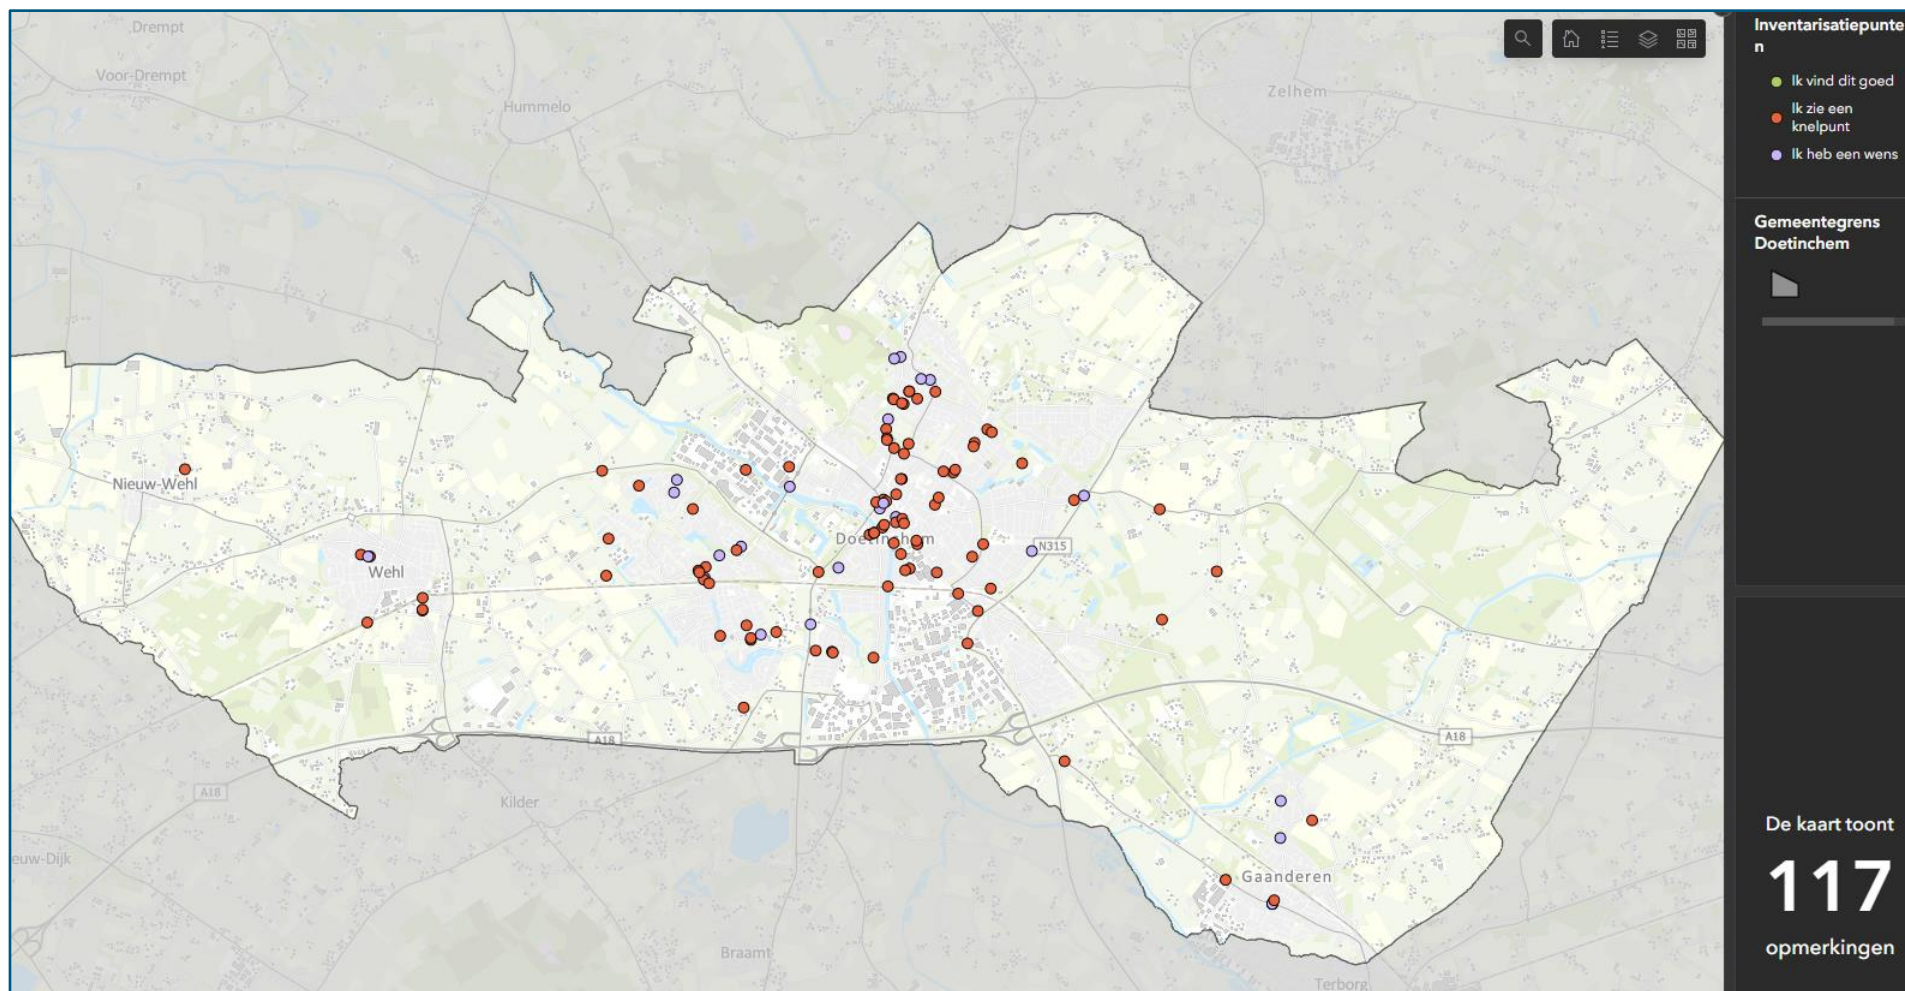 Drempt
Voor-Drempt
Hummelo
Zelhem
Nieuw-Wehl
Wehl
Doetinchem
N315
A18
A18
A18
Kilder
euw-Dijk
Braamt
Gaanderen
Terborg
Inventarisatiepunte
n
Ik vind dit goed
Ik zie een
knelpunt
Ik heb een wens
Gemeentegrens
Doetinchem
De kaart toont
117
opmerkingen